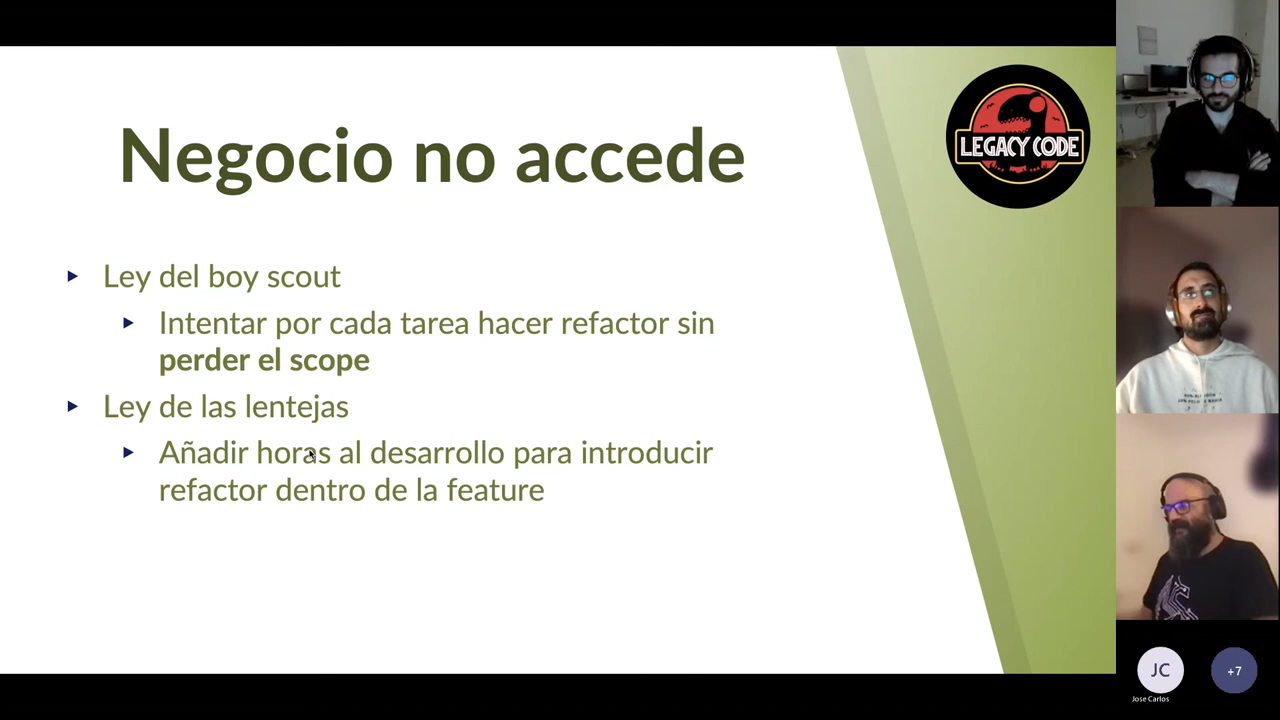 Negocio no accede
LEGACY CODE
Ley del boy scout
Intentar por cada tarea hacer refactor sin
perder el scope
Ley de las lentejas
Añadir horas al desarrollo para introducir
refactor dentro de la feature
JC
Jose Carlos
+7